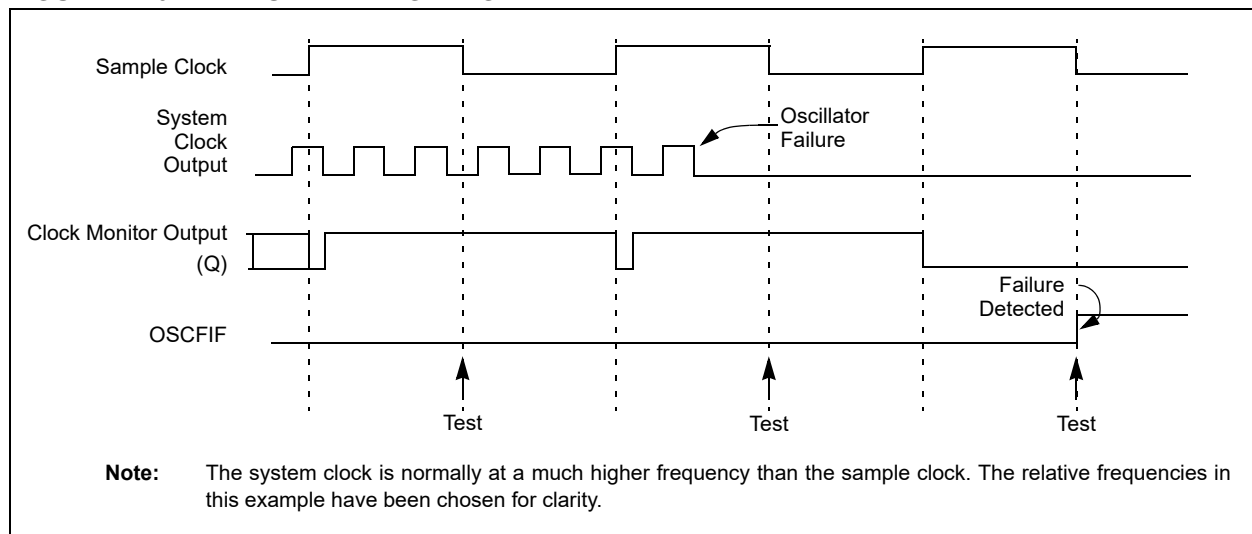 Sample Clock
System
Clock
Output
Oscillator
Failure
Clock Monitor Output
(Q)
Failure
Detected
OSCFIF
Test
Test
Test
Note: The system clock is normally at a much higher frequency than the sample clock. The relative frequencies in
this example have been chosen for clarity.